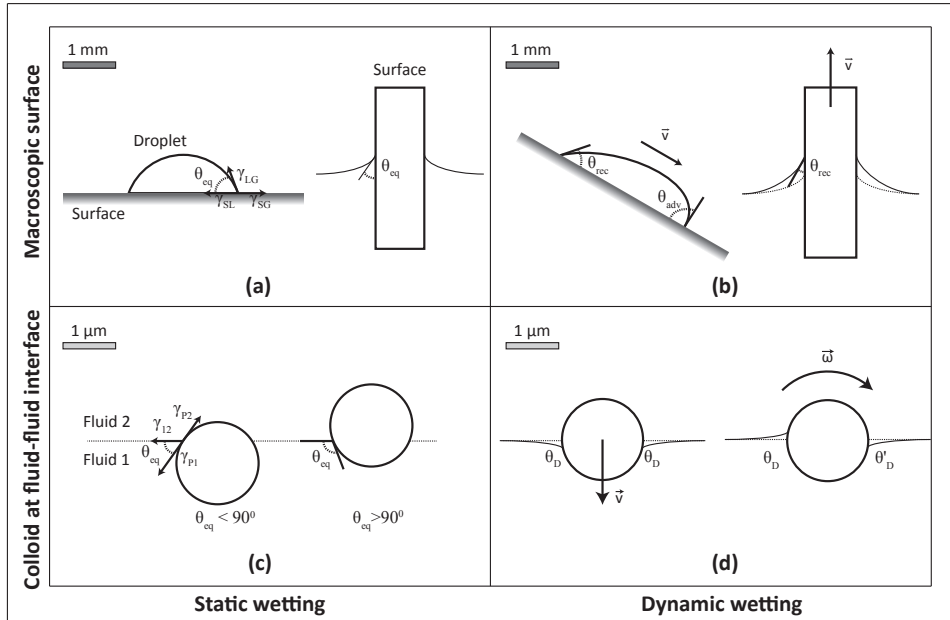 Macroscopic surface
1 mm
Surface
Droplet
θeq
γLG
γSL
γSG
Surface
θeq
(a)
1 mm
v⃗
θrec
θadv
v⃗
θrec
(b)
Colloid at fluid-fluid interface
1 µm
Fluid 2
Fluid 1
γ12
γP2
γP1
θeq
θeq < 90⁰
θeq
θeq>90⁰
(c)
1 µm
θD
θD
v⃗
ω⃗
θD
θ'D
(d)
Static wetting
Dynamic wetting